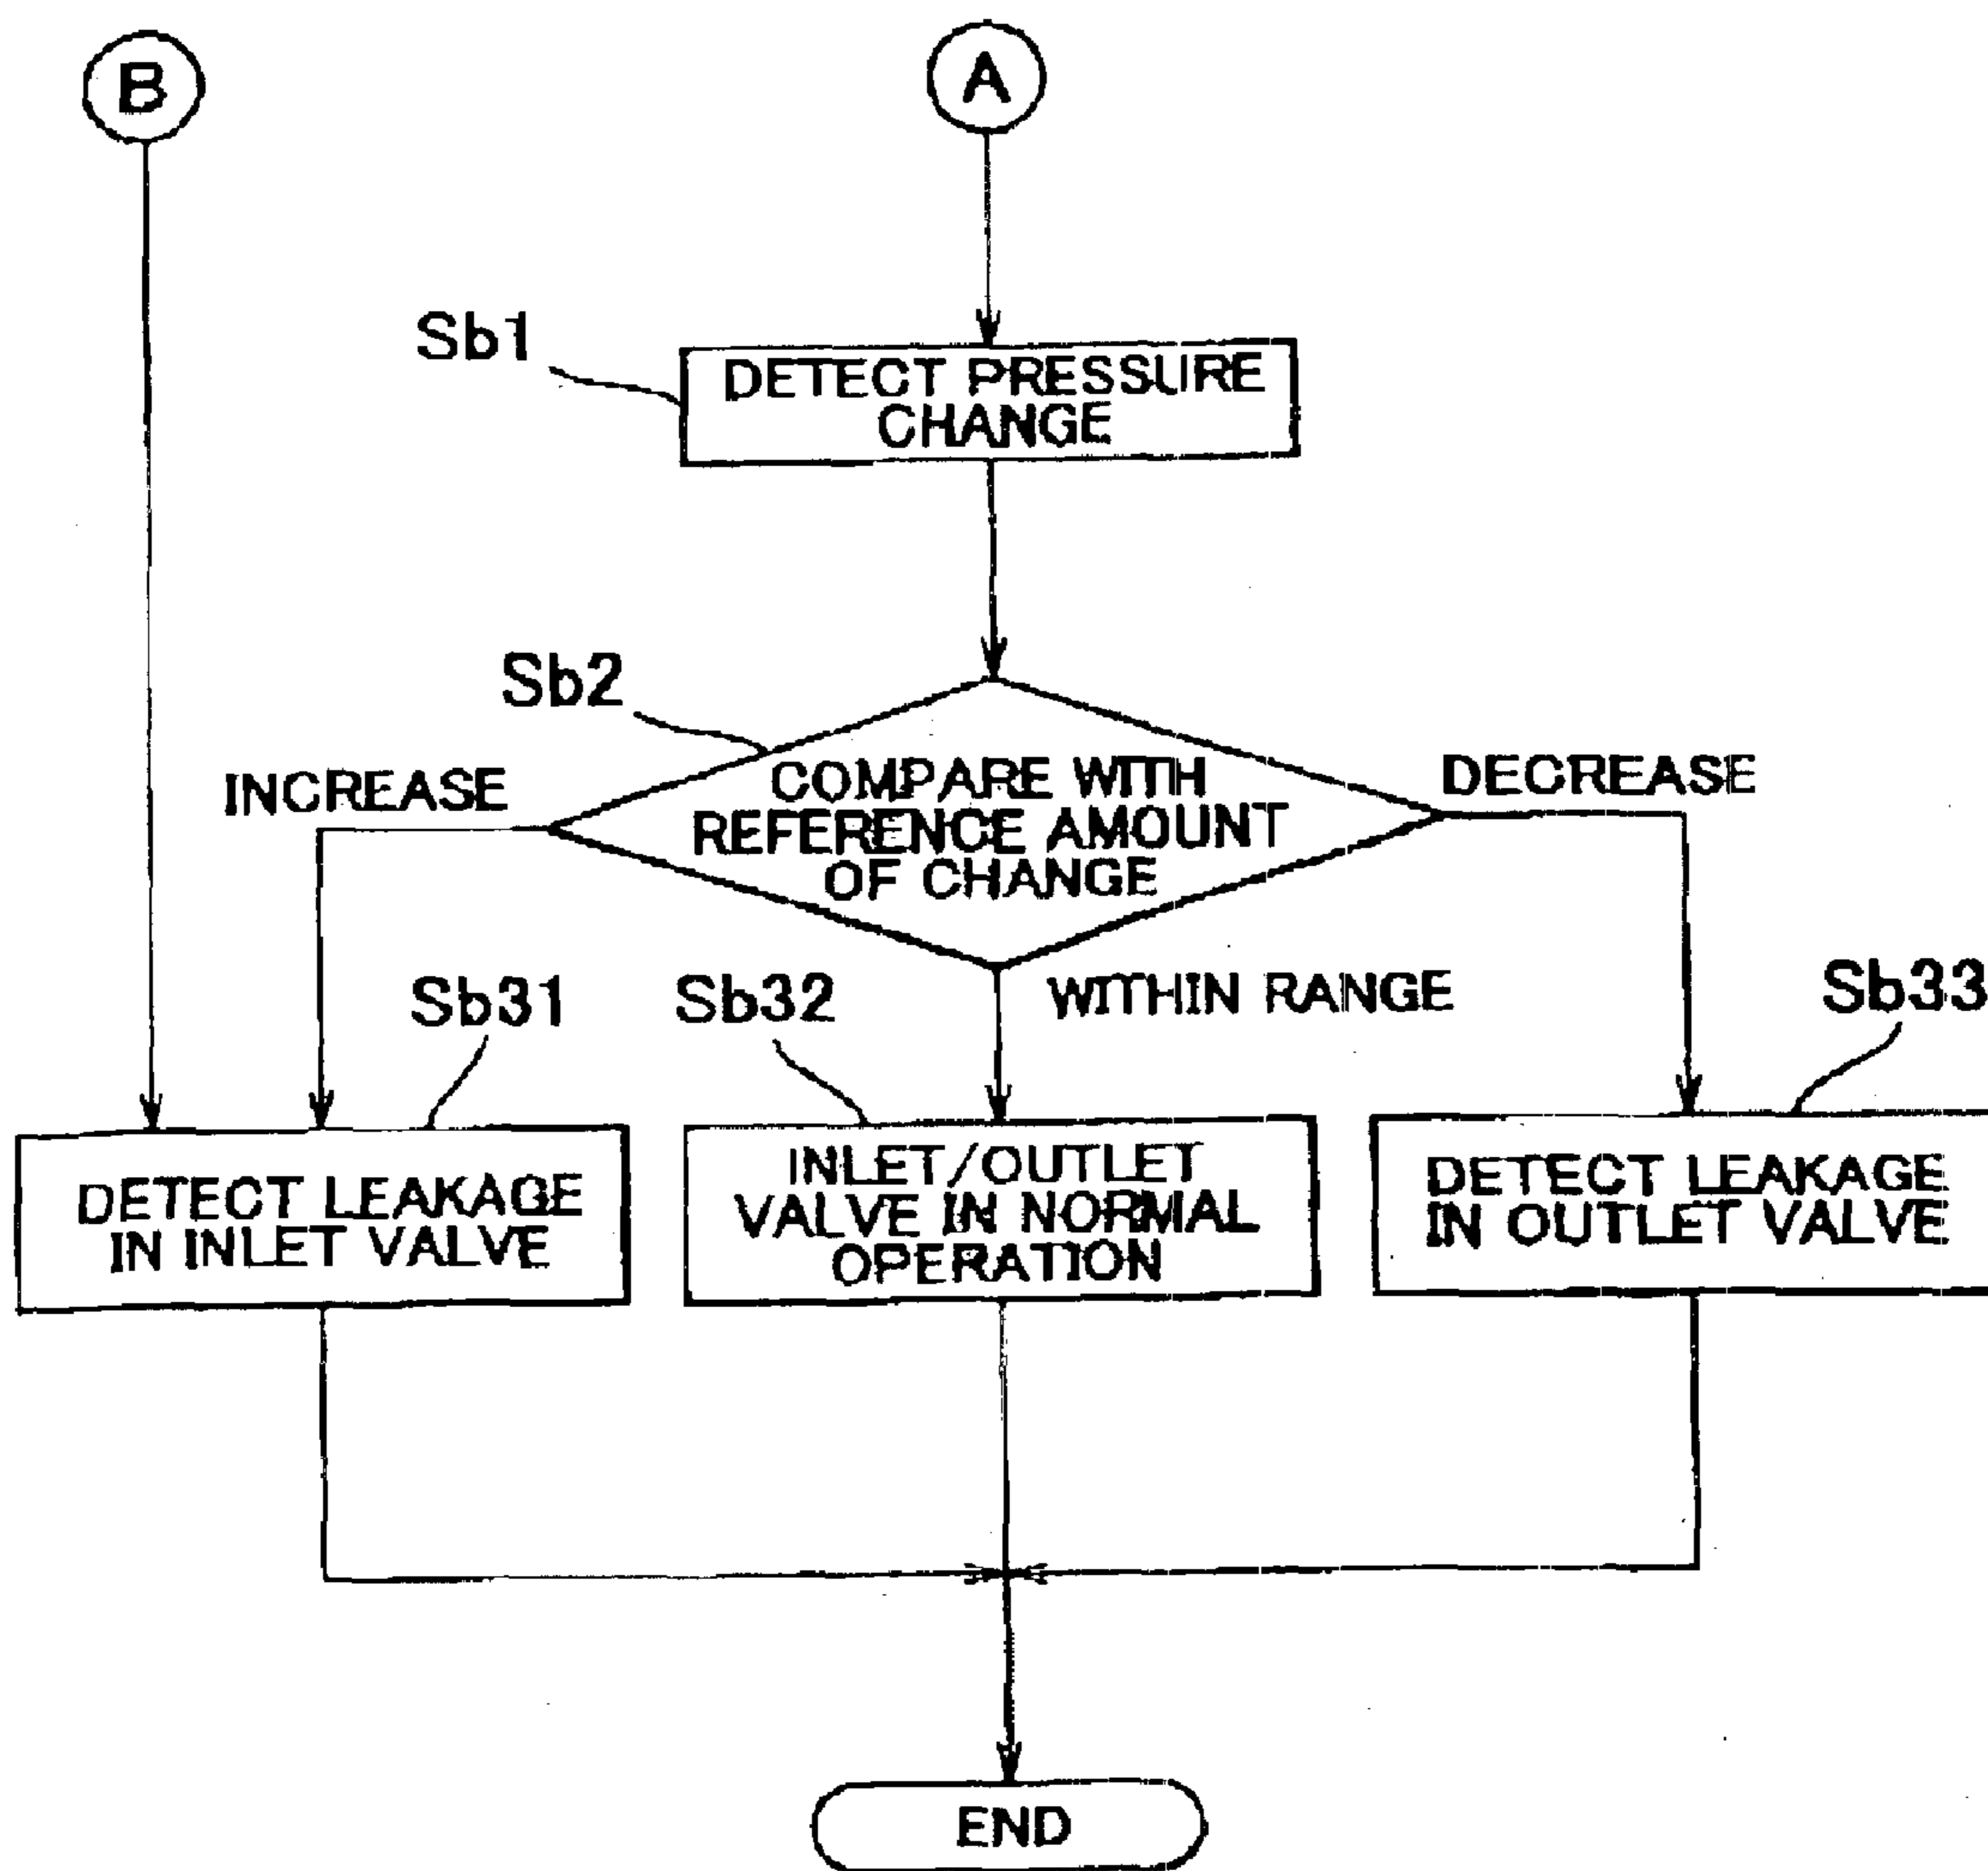 B
A
Sb1
DETECT PRESSURE
CHANGE
Sb2
COMPARE WITH
REFERENCE AMOUNT
OF CHANGE
INCREASE
DECREASE
WITHIN RANGE
Sb31
Sb32
Sb33
DETECT LEAKAGE
IN INLET VALVE
INLET/OUTLET
VALVE IN NORMAL
OPERATION
DETECT LEAKAGE
IN OUTLET VALVE
END